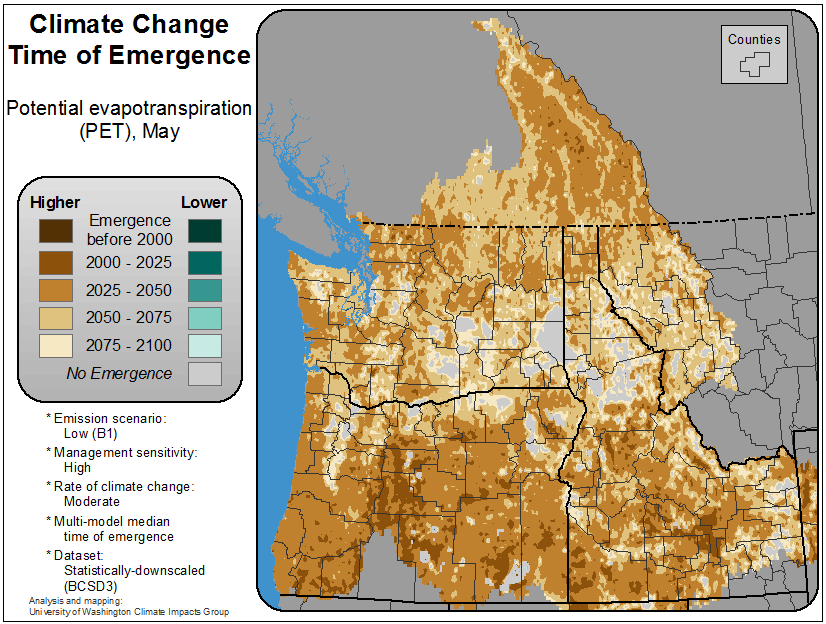 Climate Change
Time of Emergence
Potential evapotranspiration
(PET), May
Higher
Lower
Emergence
before 2000
2000 - 2025
2025 - 2050
2050 - 2075
2075 - 2100
No Emergence
* Emission scenario:
Low (B1)
* Management sensitivity:
High
* Rate of climate change:
Moderate
* Multi-model median
time of emergence
* Dataset:
Statistically-downscaled
(BCSD3)
Analysis and mapping:
University of Washington Climate Impacts Group
Counties